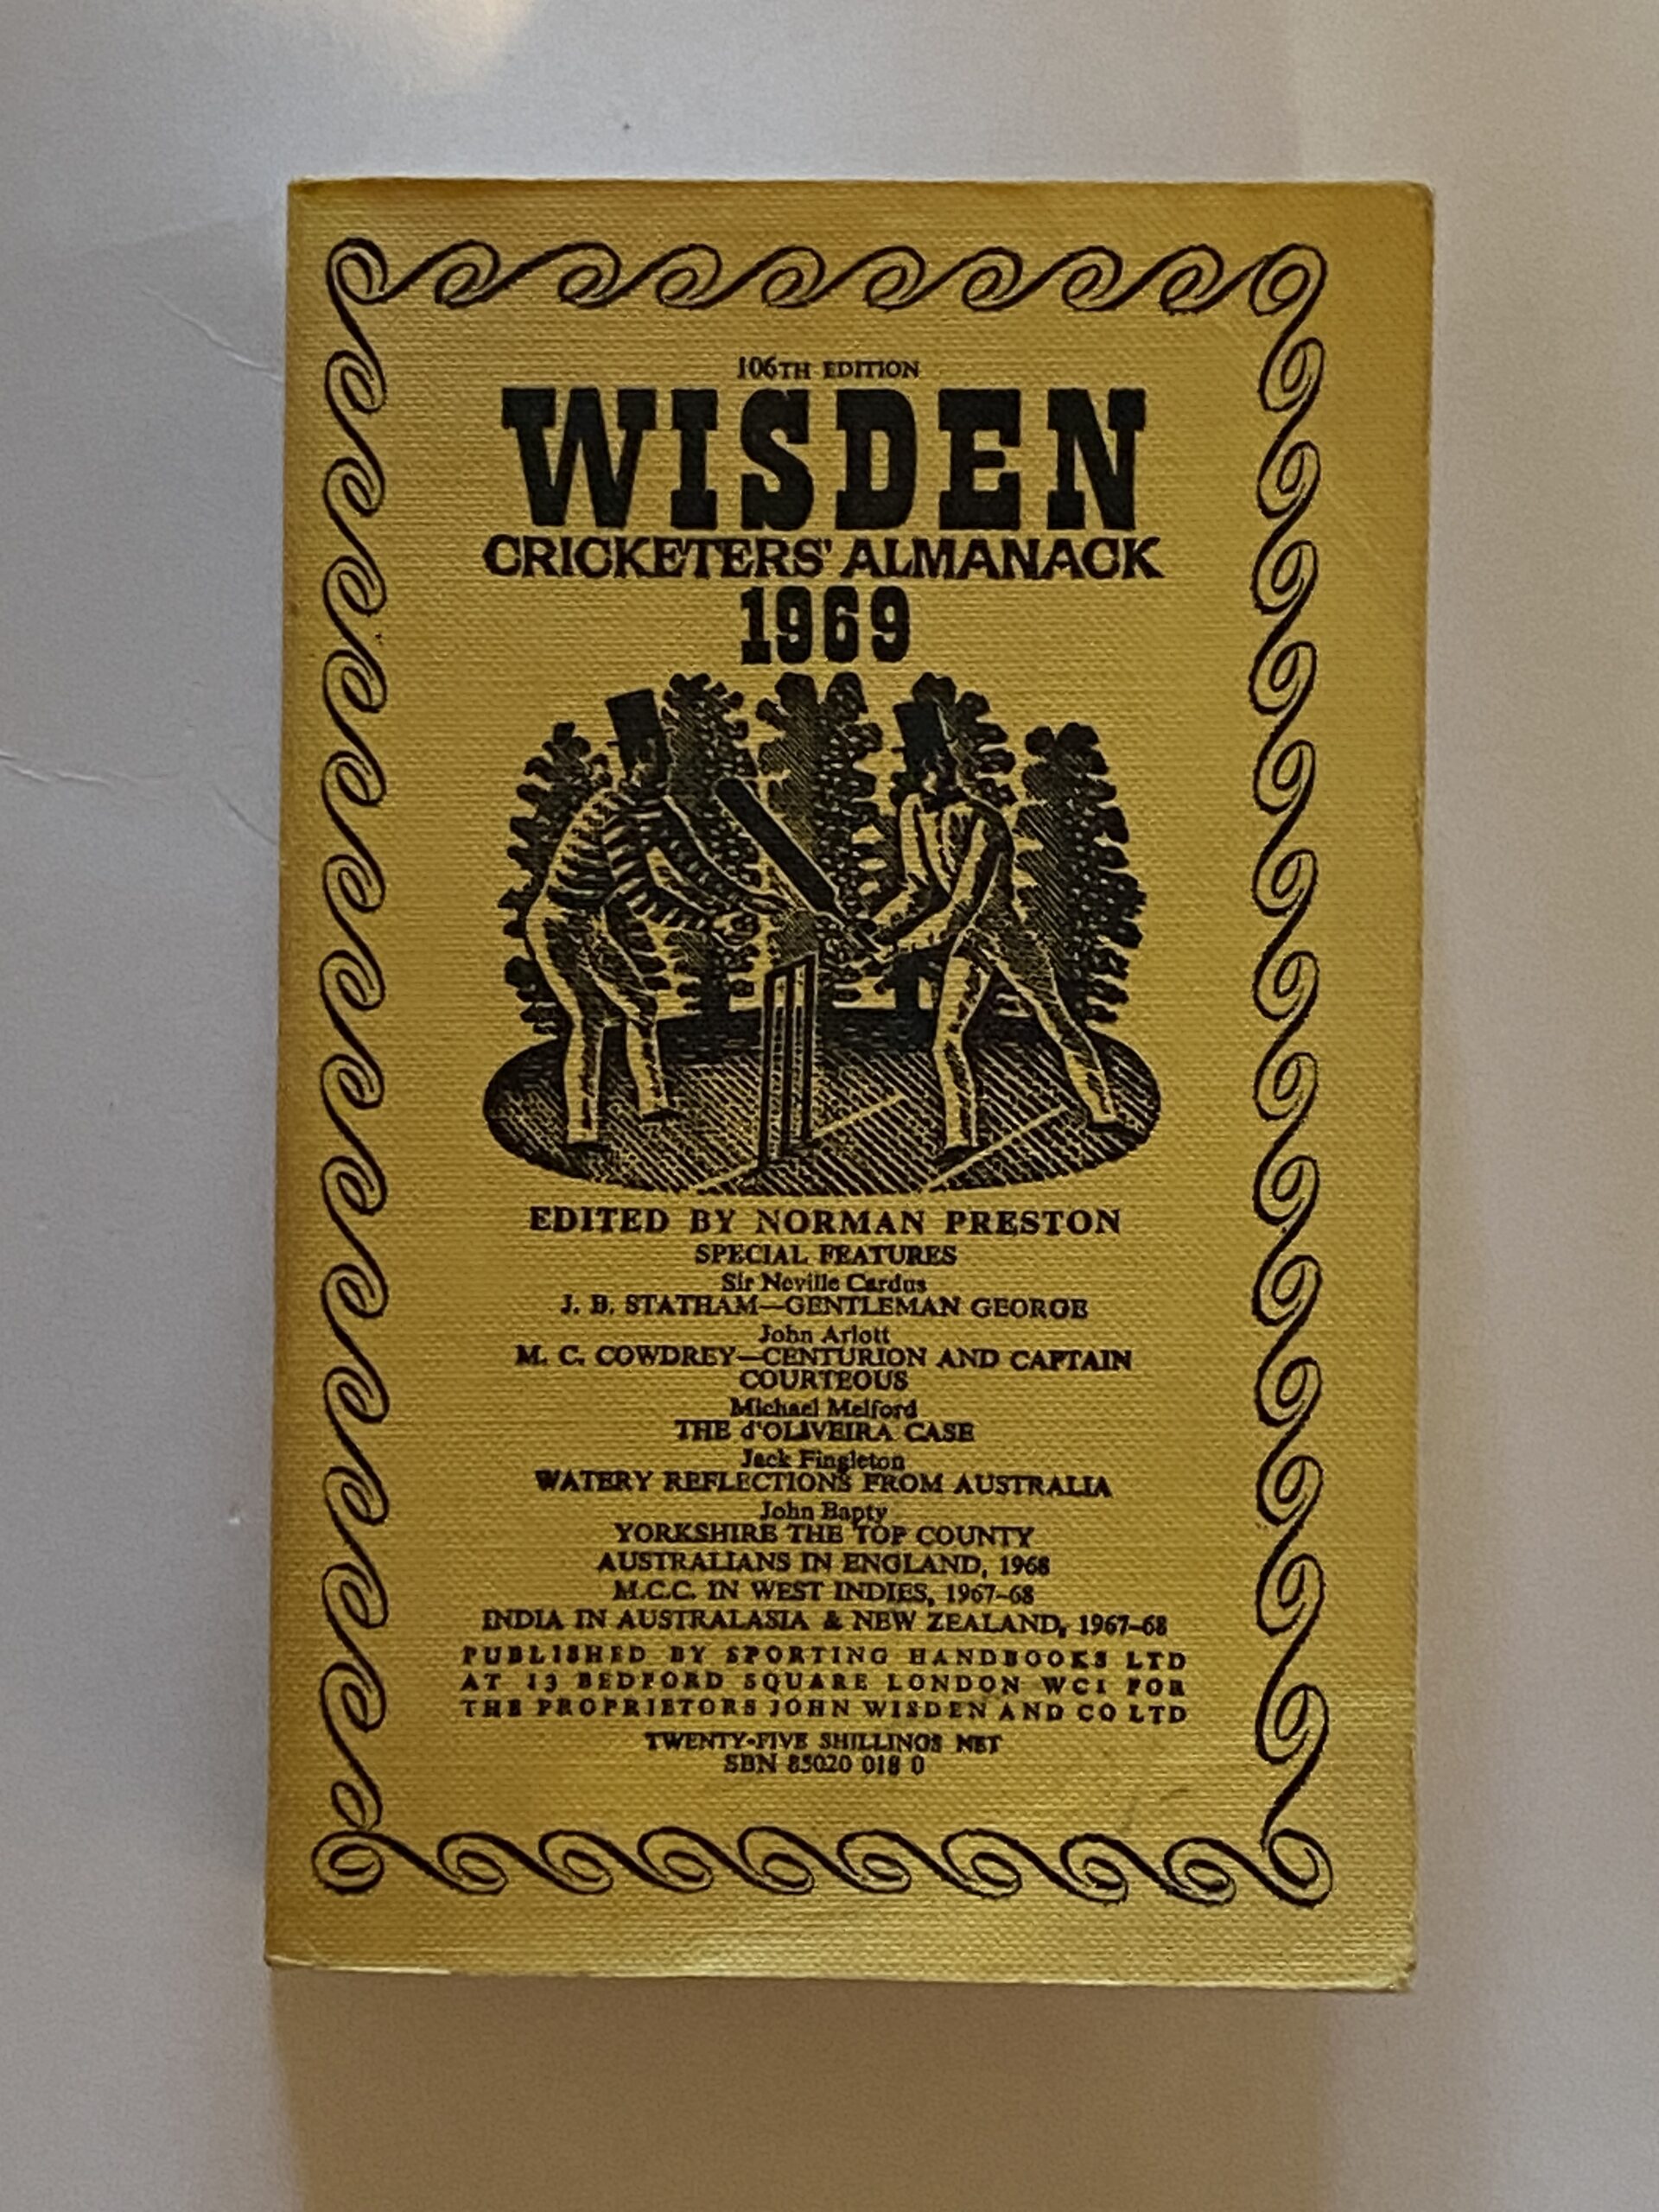 106TH EDITION
WISDEN
CRICKETERS' ALMANACK
1969
EDITED BY NORMAN PRESTON
SPECIAL FEATURES
Sir Neville Cardus
J. B. STATHAM—GENTLEMAN GEORGE
John Arlott
M. C. COWDREY—CENTURION AND CAPTAIN
COURTEOUS
Michael Melford
THE d'OLIVEIRA CASE
Jack Fingleton
WATERY REFLECTIONS FROM AUSTRALIA
John Bapty
YORKSHIRE THE TOP COUNTY
AUSTRALIANS IN ENGLAND, 1968
M.C.C. IN WEST INDIES, 1967–68
INDIA IN AUSTRALASIA & NEW ZEALAND, 1967–68
PUBLISHED BY SPORTING HANDBOOKS LTD
AT 13 BEDFORD SQUARE LONDON WC1 FOR
THE PROPRIETORS JOHN WISDEN AND CO LTD
TWENTY-FIVE SHILLINGS NET
SBN 85020 018 0